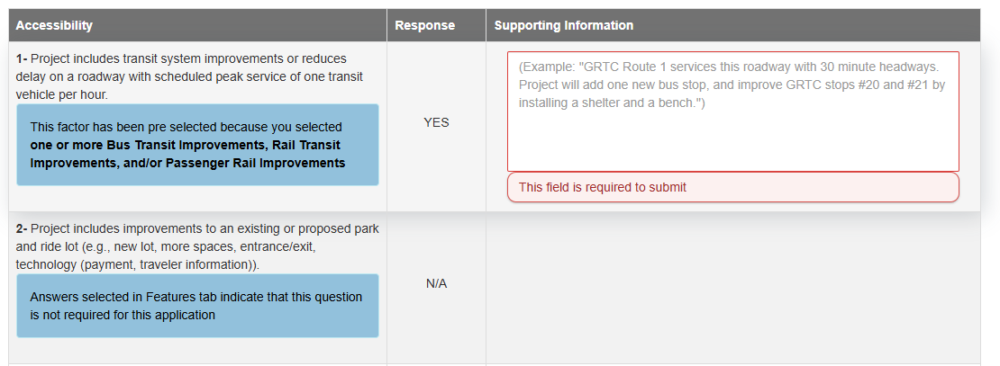 Accessibility
Response
Supporting Information
1- Project includes transit system improvements or reduces
delay on a roadway with scheduled peak service of one transit
vehicle per hour.
This factor has been pre selected because you selected
one or more Bus Transit Improvements, Rail Transit
Improvements, and/or Passenger Rail Improvements
YES
(Example: "GRTC Route 1 services this roadway with 30 minute headways.
Project will add one new bus stop, and improve GRTC stops #20 and #21 by
installing a shelter and a bench.")
This field is required to submit
2- Project includes improvements to an existing or proposed park
and ride lot (e.g., new lot, more spaces, entrance/exit,
technology (payment, traveler information)).
Answers selected in Features tab indicate that this question
is not required for this application
N/A